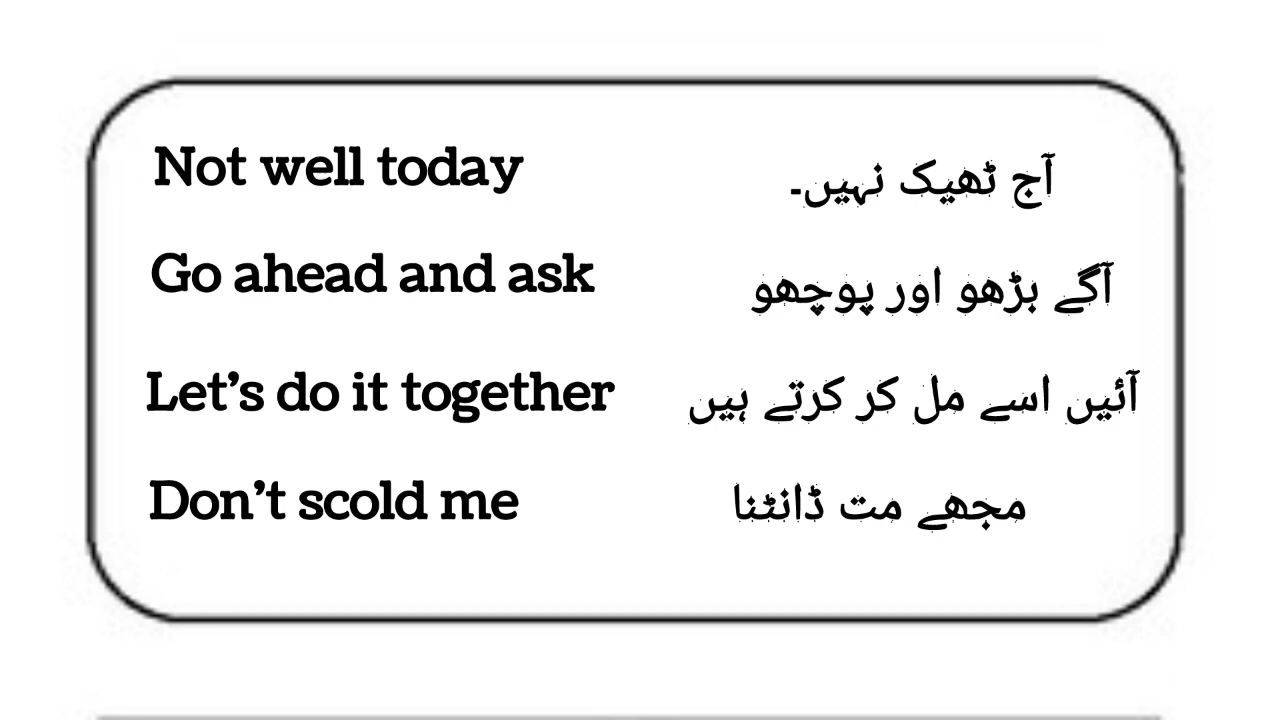 Not well today آج ٹھیک نہیں۔
Go ahead and ask آگے بڑھو اور پوچھو
Let’s do it together آئیں اسے مل کر کرتے ہیں
Don’t scold me مجھے مت ڈانٹنا